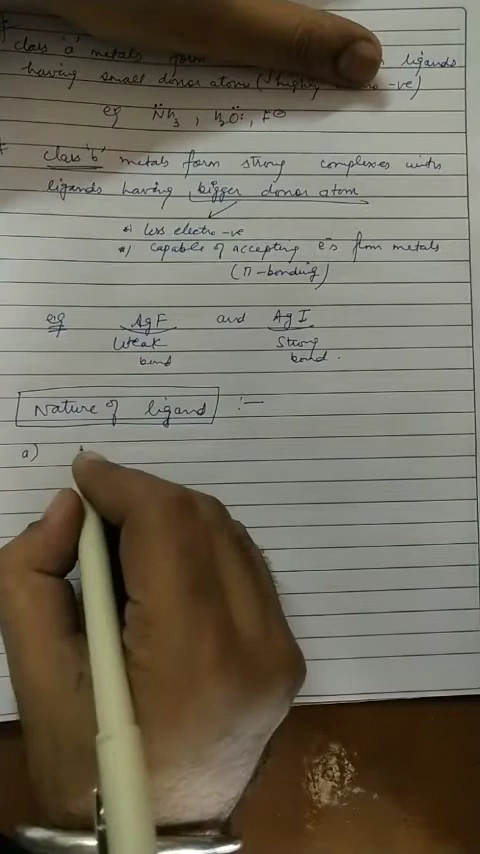 class 'a' metals form ligands
having small donor atoms (highly -ve)
eg N̈H₃, H₂Ö:, F⊖
* class 'b' metals form strong complexes with
ligands having bigger donor atom
*) less electro -ve
*) capable of accepting e⁻s from metals
(π-bonding)
eg AgF and AgI
Weak Strong
bond bond.
Nature of ligand :—
a)